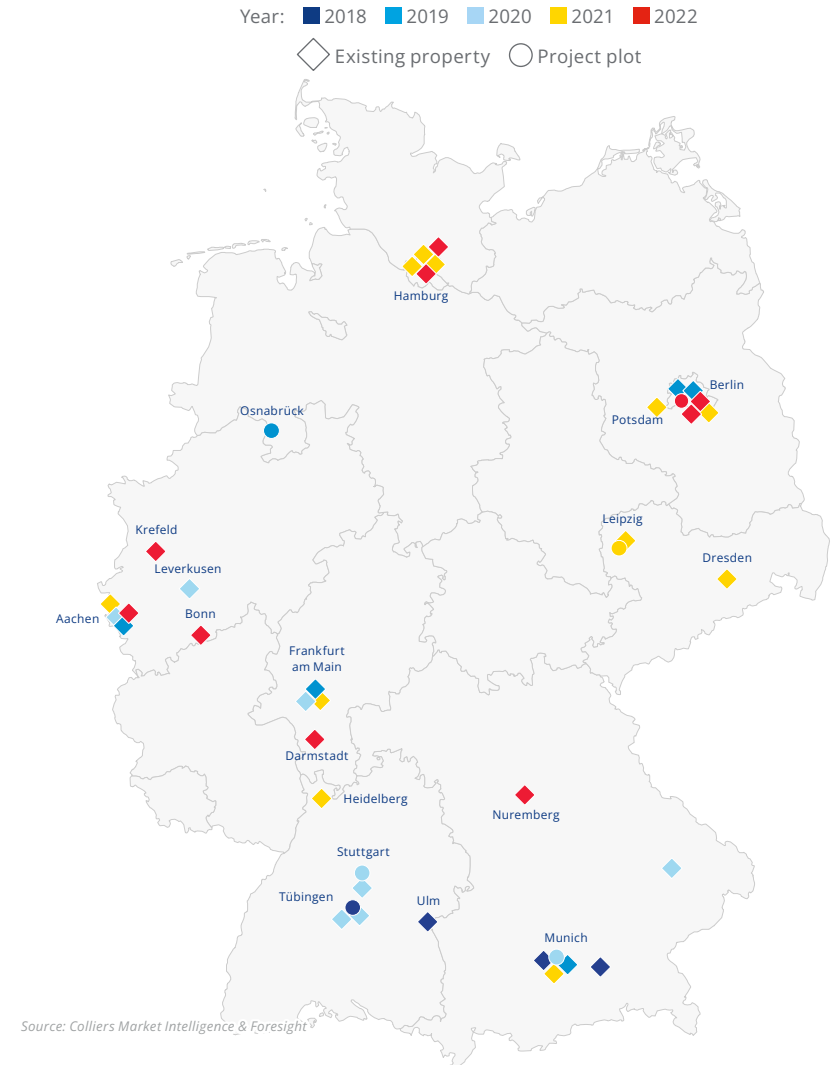 Year: 2018 2019 2020 2021 2022
Existing property Project plot
Hamburg
Berlin
Osnabrück
Potsdam
Leipzig
Krefeld
Dresden
Leverkusen
Aachen
Bonn
Frankfurt
am Main
Darmstadt
Heidelberg
Nuremberg
Stuttgart
Tübingen
Ulm
Munich
Source: Colliers Market Intelligence & Foresight